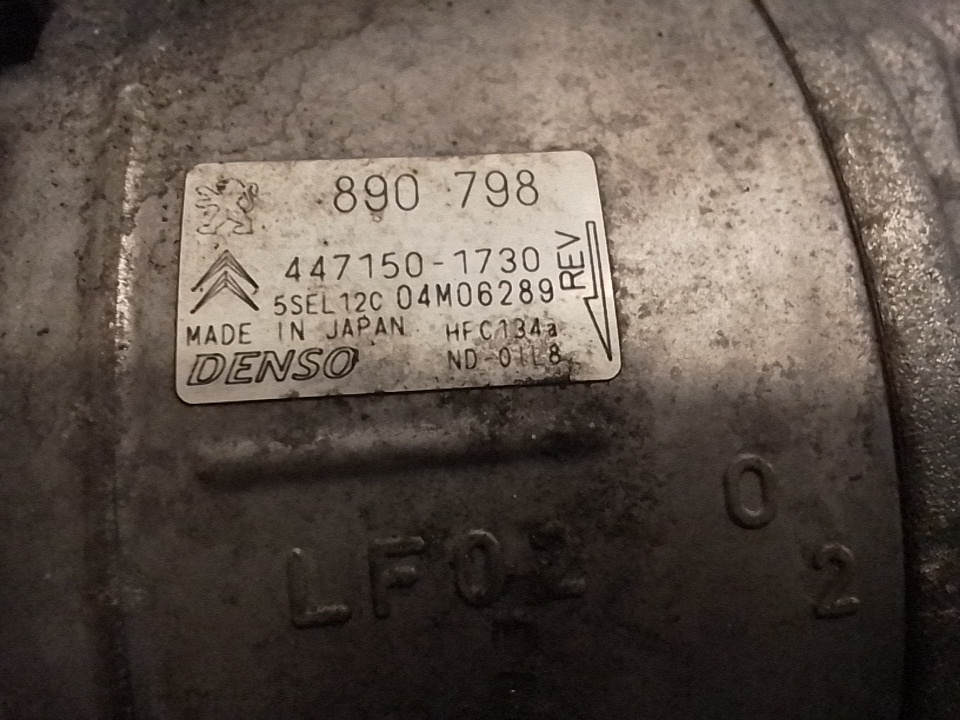 890 798
447150-1730
5SEL12C 04M06289
REV
MADE IN JAPAN HFC134a
DENSO ND-OIL8
0
LF02
2